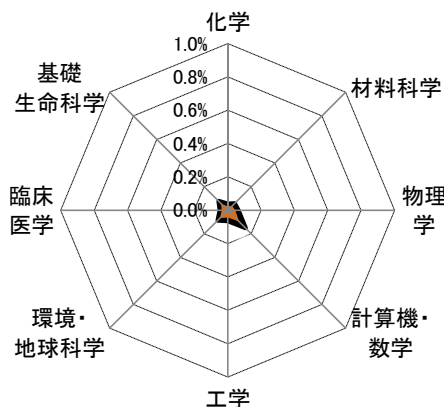 化学
1.0%
0.8%
0.6%
0.4%
0.2%
0.0%
材料科学
物理
学
計算機・
数学
工学
環境・
地球科学
臨床
医学
基礎
生命科学